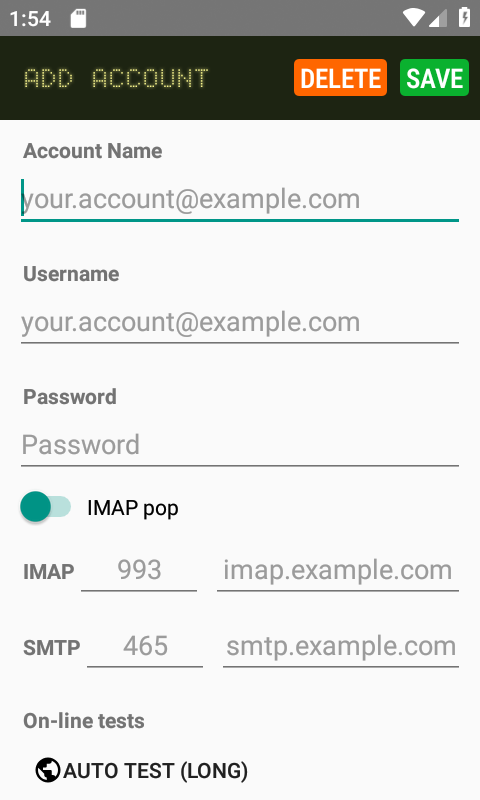 1:54
ADD ACCOUNT
DELETE
SAVE
Account Name
your.account@example.com
Username
your.account@example.com
Password
Password
IMAP pop
IMAP 993 imap.example.com
SMTP 465 smtp.example.com
On-line tests
AUTO TEST (LONG)